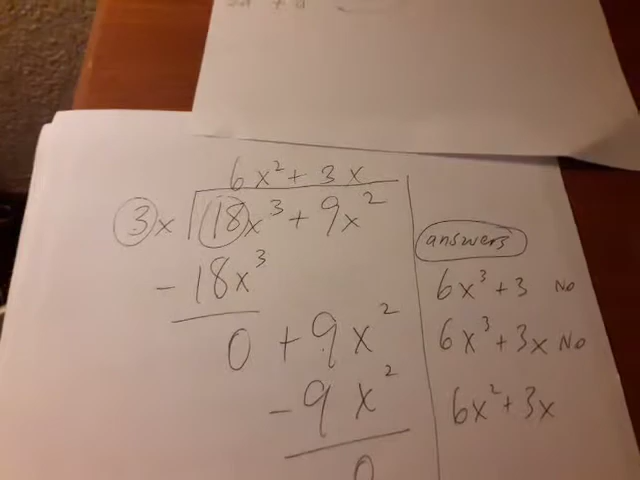 6x² + 3x
3x 18x³ + 9x²
- 18x³
0 + 9x²
- 9x²
0
answers
6x³ + 3 No
6x³ + 3x No
6x² + 3x